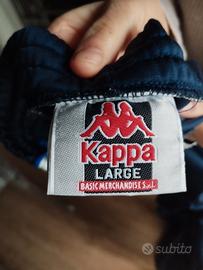 Kappa
LARGE
BASIC MERCHANDISE S.r.l.
subito